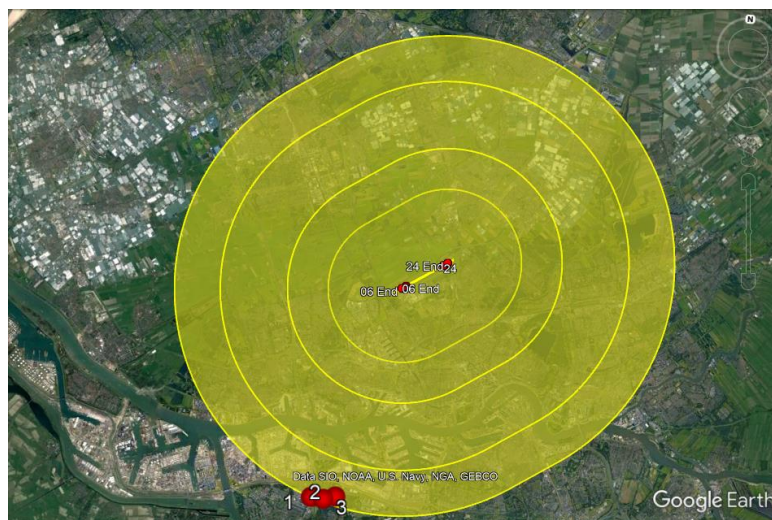 N
24 End 24
06 End 06 End
Data SIO, NOAA, U.S. Navy, NGA, GEBCO
1 2 3
Google Earth